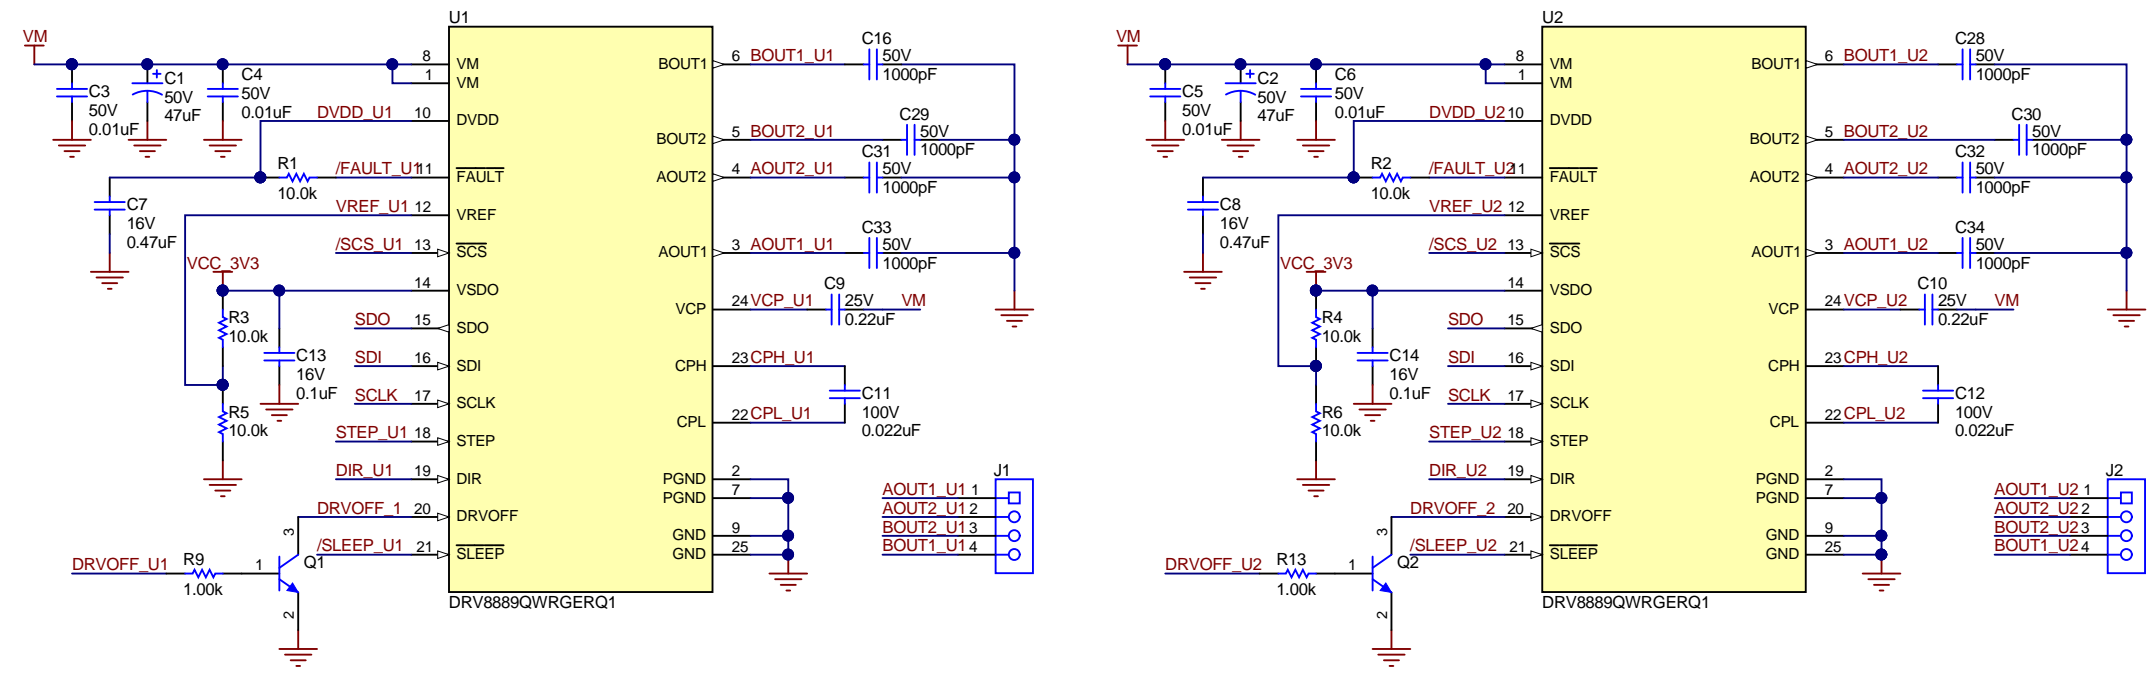 U1
VM
C3
50V
0.01uF
C1
50V
47uF
C4
50V
0.01uF
+
8 VM
1 VM
DVDD_U1 10 DVDD
R1
10.0k
/FAULT_U1 11 FAULT
C7
16V
0.47uF
VREF_U1 12 VREF
/SCS_U1 13 SCS
VCC_3V3
14 VSDO
R3
10.0k
C13
16V
0.1uF
R5
10.0k
SDO 15 SDO
SDI 16 SDI
SCLK 17 SCLK
STEP_U1 18 STEP
DIR_U1 19 DIR
DRVOFF_1 20 DRVOFF
/SLEEP_U1 21 SLEEP
DRVOFF_U1
R9
1.00k
1
3
2
Q1
BOUT1 6 BOUT1_U1
C16
50V
1000pF
BOUT2 5 BOUT2_U1
C29
50V
1000pF
AOUT2 4 AOUT2_U1
C31
50V
1000pF
AOUT1 3 AOUT1_U1
C33
50V
1000pF
VCP 24 VCP_U1
C9
25V
0.22uF
VM
CPH 23 CPH_U1
C11
100V
0.022uF
CPL 22 CPL_U1
PGND 2
PGND 7
GND 9
GND 25
J1
AOUT1_U1 1
AOUT2_U1 2
BOUT2_U1 3
BOUT1_U1 4
DRV8889QWRGERQ1
U2
VM
C5
50V
0.01uF
C2
50V
47uF
C6
50V
0.01uF
+
8 VM
1 VM
DVDD_U2 10 DVDD
R2
10.0k
/FAULT_U2 11 FAULT
C8
16V
0.47uF
VREF_U2 12 VREF
/SCS_U2 13 SCS
VCC_3V3
14 VSDO
R4
10.0k
C14
16V
0.1uF
R6
10.0k
SDO 15 SDO
SDI 16 SDI
SCLK 17 SCLK
STEP_U2 18 STEP
DIR_U2 19 DIR
DRVOFF_2 20 DRVOFF
/SLEEP_U2 21 SLEEP
DRVOFF_U2
R13
1.00k
1
3
2
Q2
BOUT1 6 BOUT1_U2
C28
50V
1000pF
BOUT2 5 BOUT2_U2
C30
50V
1000pF
AOUT2 4 AOUT2_U2
C32
50V
1000pF
AOUT1 3 AOUT1_U2
C34
50V
1000pF
VCP 24 VCP_U2
C10
25V
0.22uF
VM
CPH 23 CPH_U2
C12
100V
0.022uF
CPL 22 CPL_U2
PGND 2
PGND 7
GND 9
GND 25
J2
AOUT1_U2 1
AOUT2_U2 2
BOUT2_U2 3
BOUT1_U2 4
DRV8889QWRGERQ1